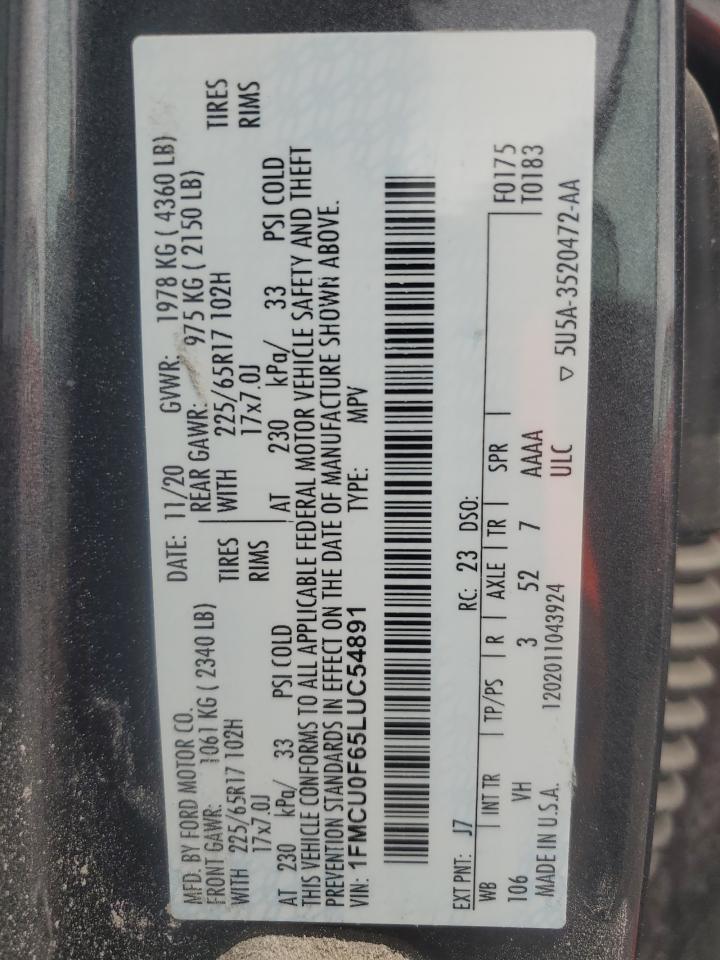 MFD. BY FORD MOTOR CO.
DATE: 11/20 GVWR: 1978 KG ( 4360 LB)
FRONT GAWR: 1061 KG ( 2340 LB)
REAR GAWR: 975 KG ( 2150 LB)
WITH 225/65R17 102H TIRES
WITH 225/65R17 102H TIRES
17x7.0J RIMS
17x7.0J RIMS
AT 230 kPa/ 33 PSI COLD
AT 230 kPa/ 33 PSI COLD
THIS VEHICLE CONFORMS TO ALL APPLICABLE FEDERAL MOTOR VEHICLE SAFETY AND THEFT
PREVENTION STANDARDS IN EFFECT ON THE DATE OF MANUFACTURE SHOWN ABOVE.
VIN: 1FMCU0F65LUC54891 TYPE: MPV
EXT PNT: J7 RC: 23 DSO:
WB | INT TR | TP/PS | R | AXLE | TR | SPR
106 VH 3 52 7 AAAA
F0175
T0183
MADE IN U.S.A. 1202011043924 ULC
▽ 5U5A-3520472-AA